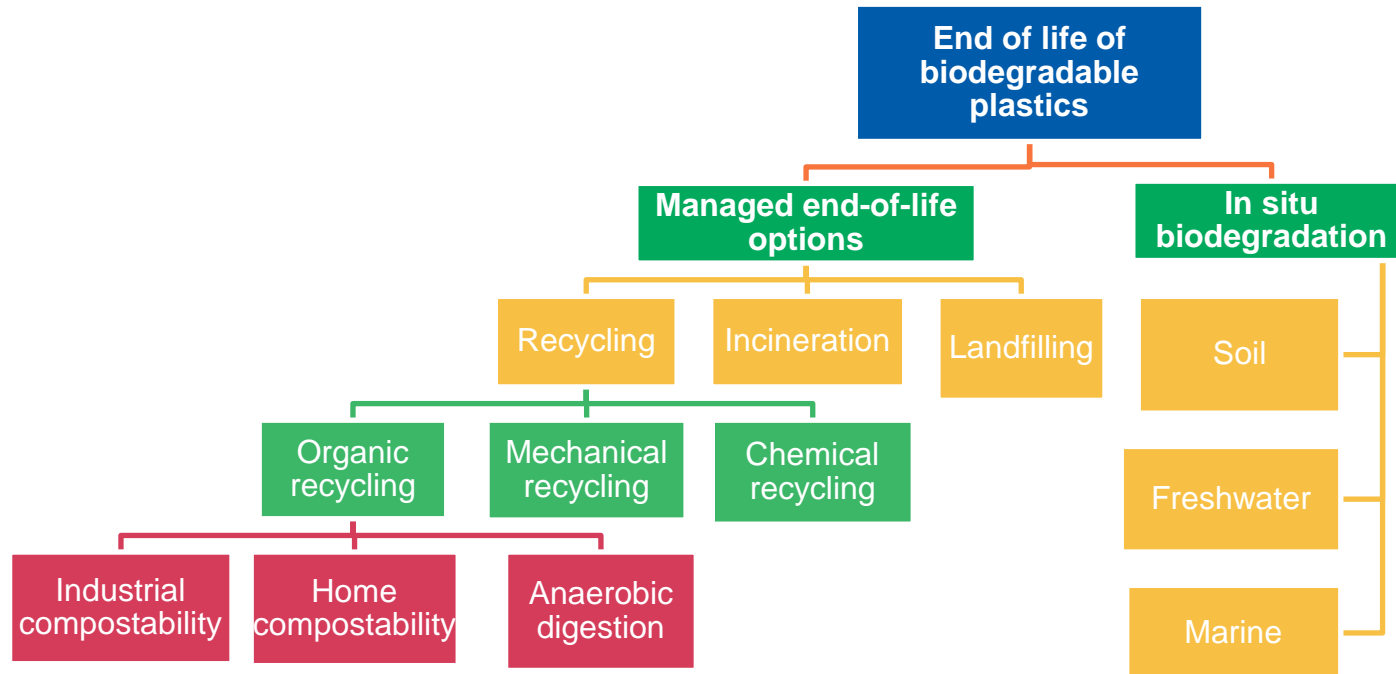 End of life of
biodegradable
plastics
Managed end-of-life
options
In situ
biodegradation
Recycling
Incineration
Landfilling
Soil
Organic
recycling
Mechanical
recycling
Chemical
recycling
Freshwater
Industrial
compostability
Home
compostability
Anaerobic
digestion
Marine